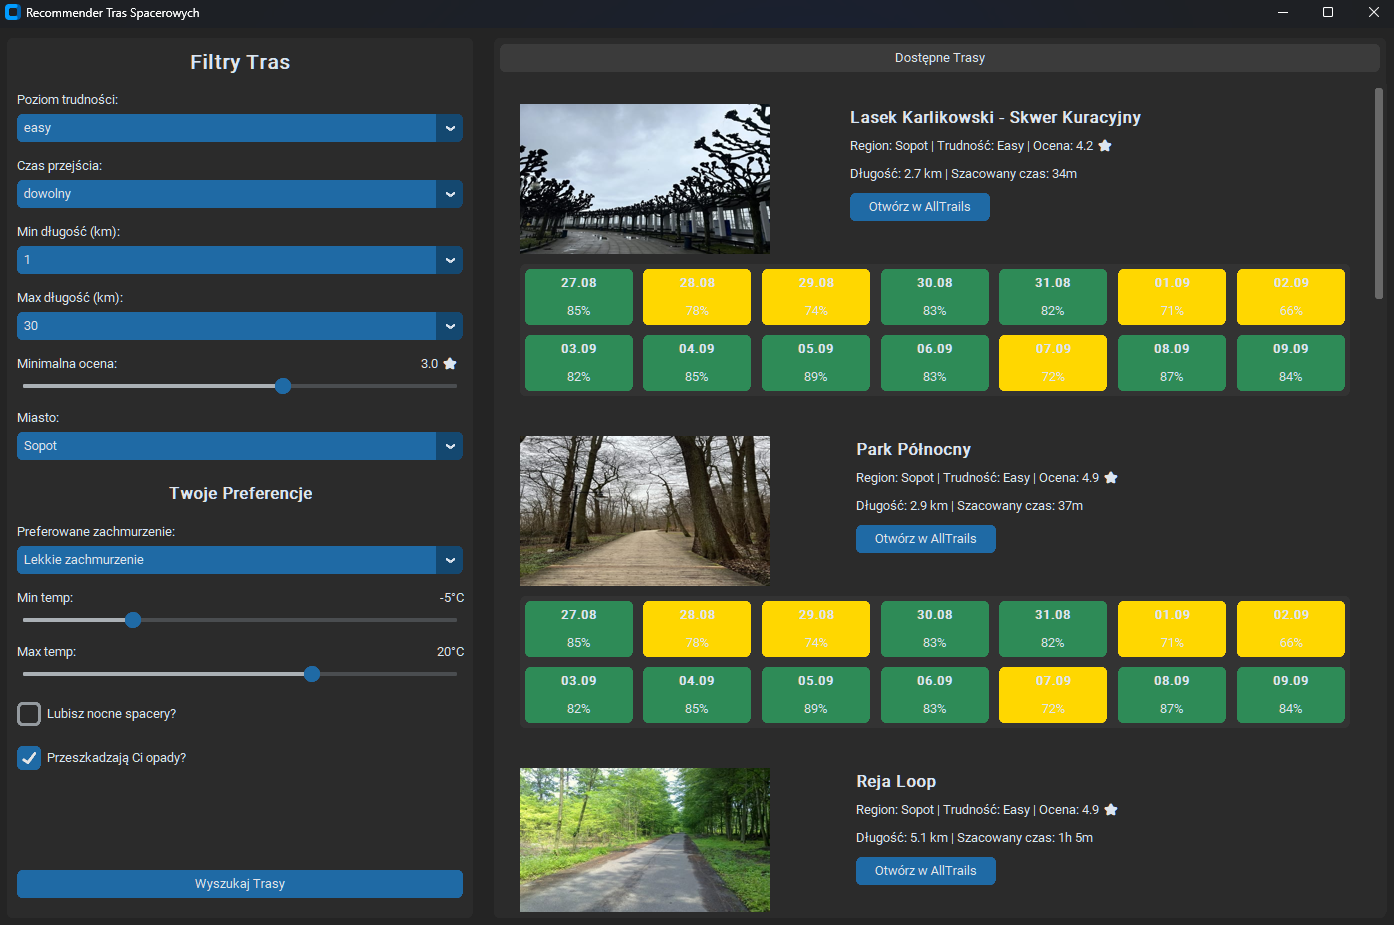 Recommender Tras Spacerowych
Filtry Tras
Poziom trudności:
easy
Czas przejścia:
dowolny
Min długość (km):
1
Max długość (km):
30
Minimalna ocena: 3.0
Miasto:
Sopot
Twoje Preferencje
Preferowane zachmurzenie:
Lekkie zachmurzenie
Min temp: -5°C
Max temp: 20°C
Lubisz nocne spacery?
Przeszkadzają Ci opady?
Wyszukaj Trasy
Dostępne Trasy
Lasek Karlikowski - Skwer Kuracyjny
Region: Sopot | Trudność: Easy | Ocena: 4.2
Długość: 2.7 km | Szacowany czas: 34m
Otwórz w AllTrails
27.08 28.08 29.08 30.08 31.08 01.09 02.09
85% 78% 74% 83% 82% 71% 66%
03.09 04.09 05.09 06.09 07.09 08.09 09.09
82% 85% 89% 83% 72% 87% 84%
Park Północny
Region: Sopot | Trudność: Easy | Ocena: 4.9
Długość: 2.9 km | Szacowany czas: 37m
Otwórz w AllTrails
27.08 28.08 29.08 30.08 31.08 01.09 02.09
85% 78% 74% 83% 82% 71% 66%
03.09 04.09 05.09 06.09 07.09 08.09 09.09
82% 85% 89% 83% 72% 87% 84%
Reja Loop
Region: Sopot | Trudność: Easy | Ocena: 4.9
Długość: 5.1 km | Szacowany czas: 1h 5m
Otwórz w AllTrails